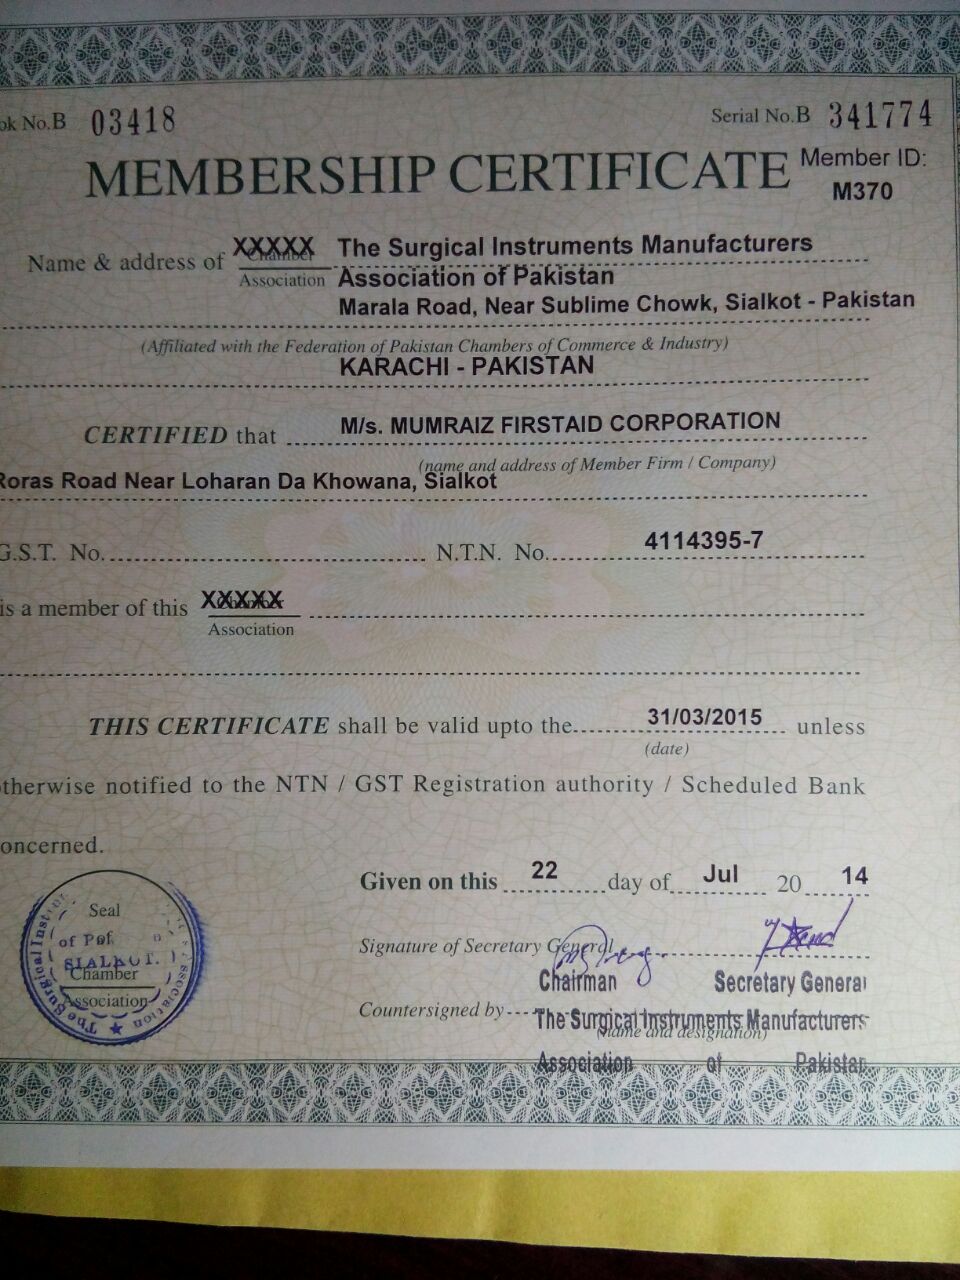 ok No.B 03418 Serial No.B 341774
MEMBERSHIP CERTIFICATE Member ID:
M370
Name & address of XXXXX The Surgical Instruments Manufacturers
Chamber
Association Association of Pakistan
Marala Road, Near Sublime Chowk, Sialkot - Pakistan
(Affiliated with the Federation of Pakistan Chambers of Commerce & Industry)
KARACHI - PAKISTAN
CERTIFIED that M/s. MUMRAIZ FIRSTAID CORPORATION
(name and address of Member Firm / Company)
Roras Road Near Loharan Da Khowana, Sialkot
G.S.T. No. N.T.N. No. 4114395-7
is a member of this XXXXX
Chamber
Association
THIS CERTIFICATE shall be valid upto the 31/03/2015 unless
(date)
otherwise notified to the NTN / GST Registration authority / Scheduled Bank
oncerned.
Given on this 22 day of Jul 20 14
Seal
of
SIALKOT.
Chamber
Association
The Surgical Association
Signature of Secretary General
Chairman Secretary General
Countersigned by
The Surgical Instruments Manufacturers
(name and designation)
Association of Pakistan